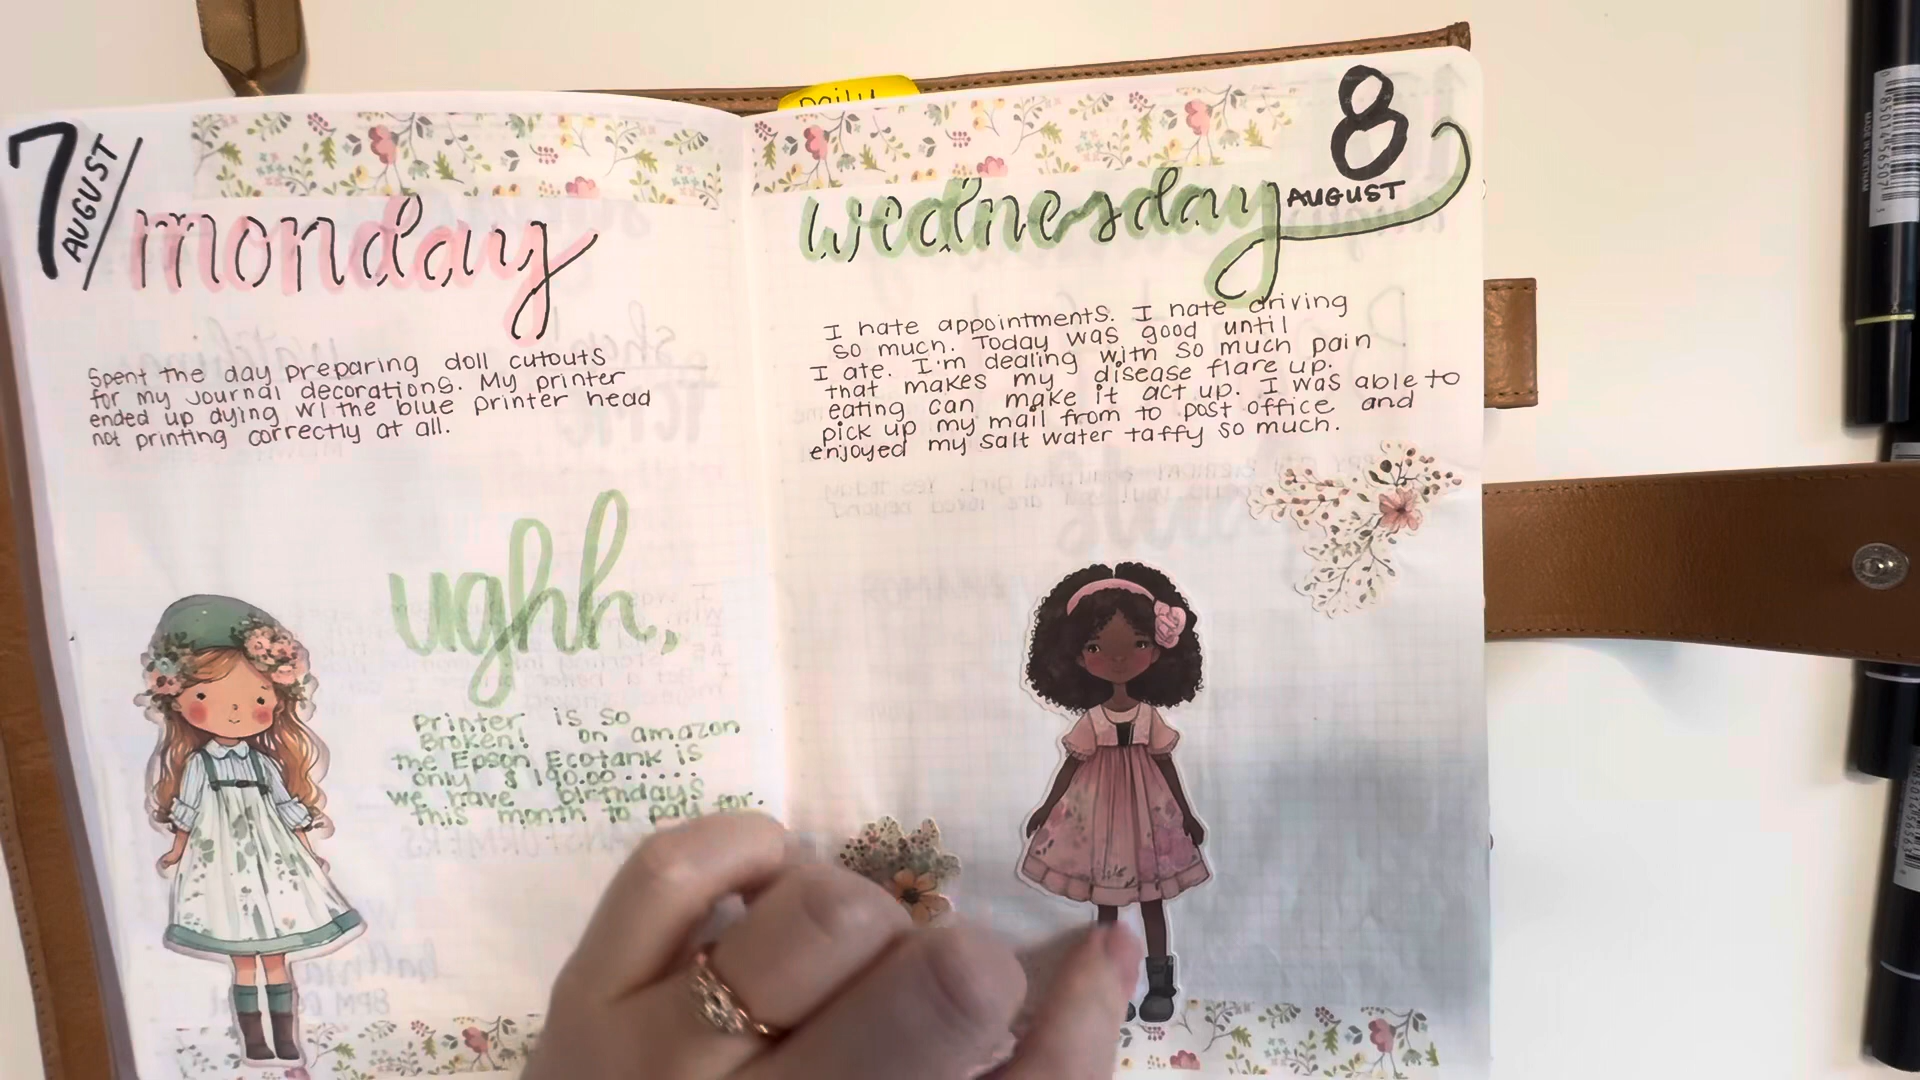 7
AUGUST
monday
Spent the day preparing doll cutouts
for my journal decorations. My printer
ended up dying w/ the blue printer head
not printing correctly at all.
ughh,
Printer is so
Broken! on amazon
the Epson Ecotank is
only $190.00.....
we have birthdays
this month to pay for.
daily
8
AUGUST
wednesday
I hate appointments. I hate driving
so much. Today was good until
I ate. I'm dealing with so much pain
that makes my disease flare up.
eating can make it act up. I was able to
pick up my mail from to post office and
enjoyed my salt water taffy so much.
MADE IN VIETNAM